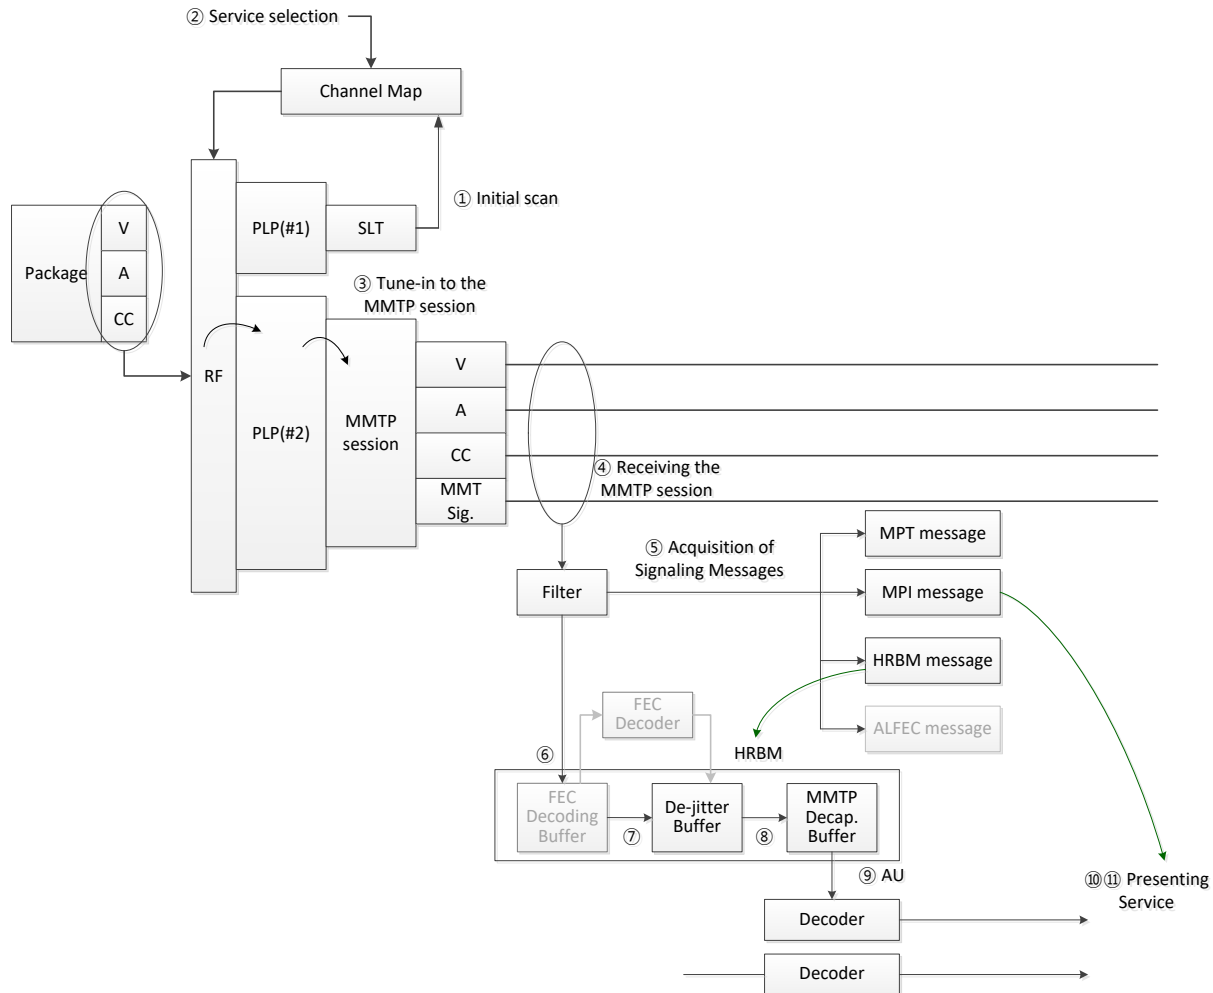 ② Service selection
Channel Map
① Initial scan
PLP(#1)
SLT
V
Package
A
CC
③ Tune-in to the
MMTP session
RF
PLP(#2)
MMTP
session
V
A
CC
MMT
Sig.
④ Receiving the
MMTP session
⑤ Acquisition of
Signaling Messages
Filter
MPT message
MPI message
HRBM message
ALFEC message
FEC
Decoder
HRBM
⑥
FEC
Decoding
Buffer
⑦
De-jitter
Buffer
⑧
MMTP
Decap.
Buffer
⑨ AU
⑩⑪ Presenting
Service
Decoder
Decoder